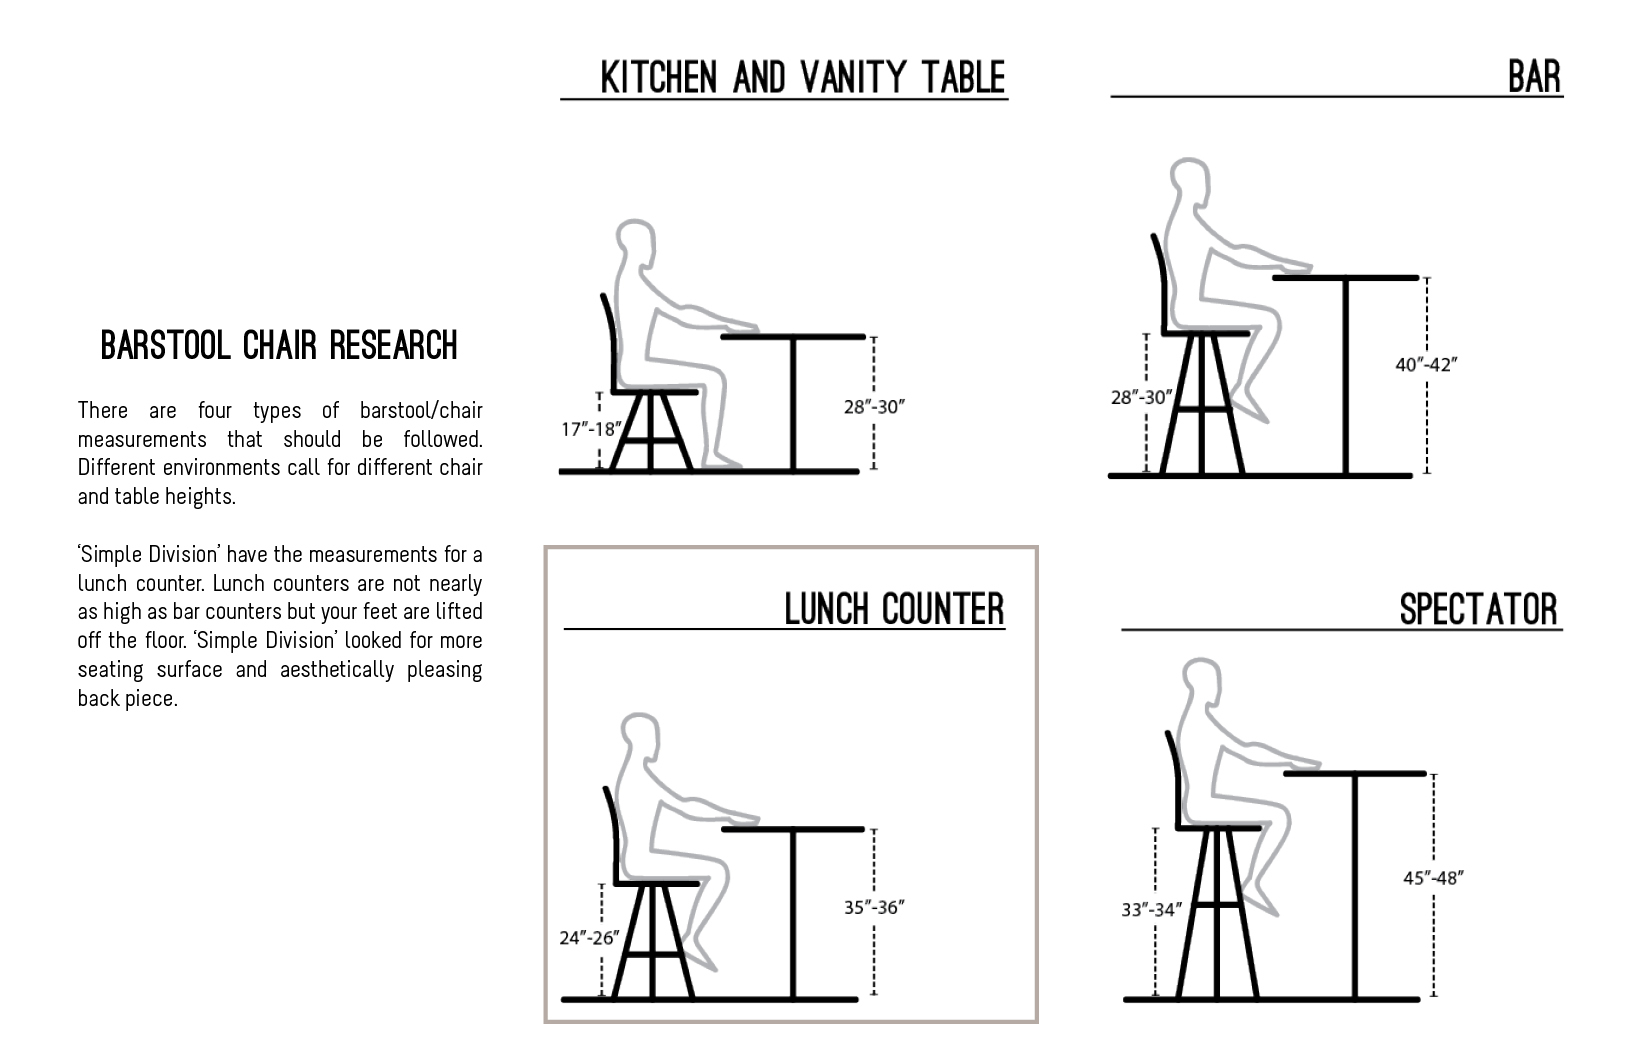 BARSTOOL CHAIR RESEARCH
There are four types of barstool/chair
measurements that should be followed.
Different environments call for different chair
and table heights.
‘Simple Division’ have the measurements for a
lunch counter. Lunch counters are not nearly
as high as bar counters but your feet are lifted
off the floor. ‘Simple Division’ looked for more
seating surface and aesthetically pleasing
back piece.
KITCHEN AND VANITY TABLE
17”-18”
28”-30”
BAR
28”-30”
40”-42”
LUNCH COUNTER
24”-26”
35”-36”
SPECTATOR
33”-34”
45”-48”